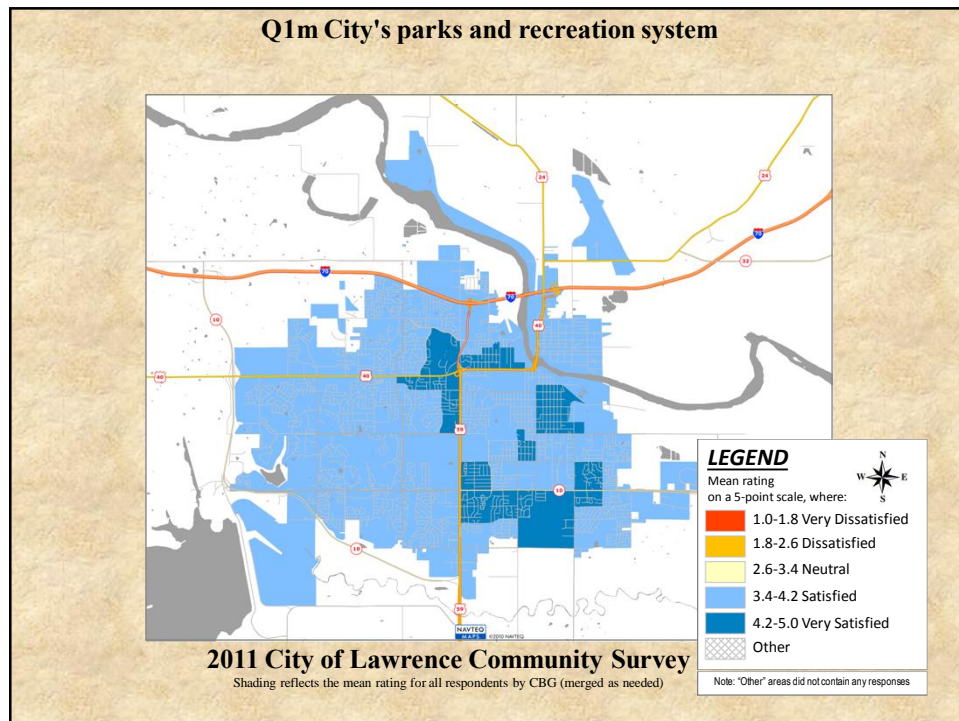 Q1m City's parks and recreation system
24
24
70
32
70
10
70
40
40
40
59
10
10
59
NAVTEQ
MAPS ©2010 NAVTEQ
LEGEND
N
W E
S
Mean rating
on a 5-point scale, where:
1.0-1.8 Very Dissatisfied
1.8-2.6 Dissatisfied
2.6-3.4 Neutral
3.4-4.2 Satisfied
4.2-5.0 Very Satisfied
Other
2011 City of Lawrence Community Survey
Shading reflects the mean rating for all respondents by CBG (merged as needed)
Note: “Other” areas did not contain any responses